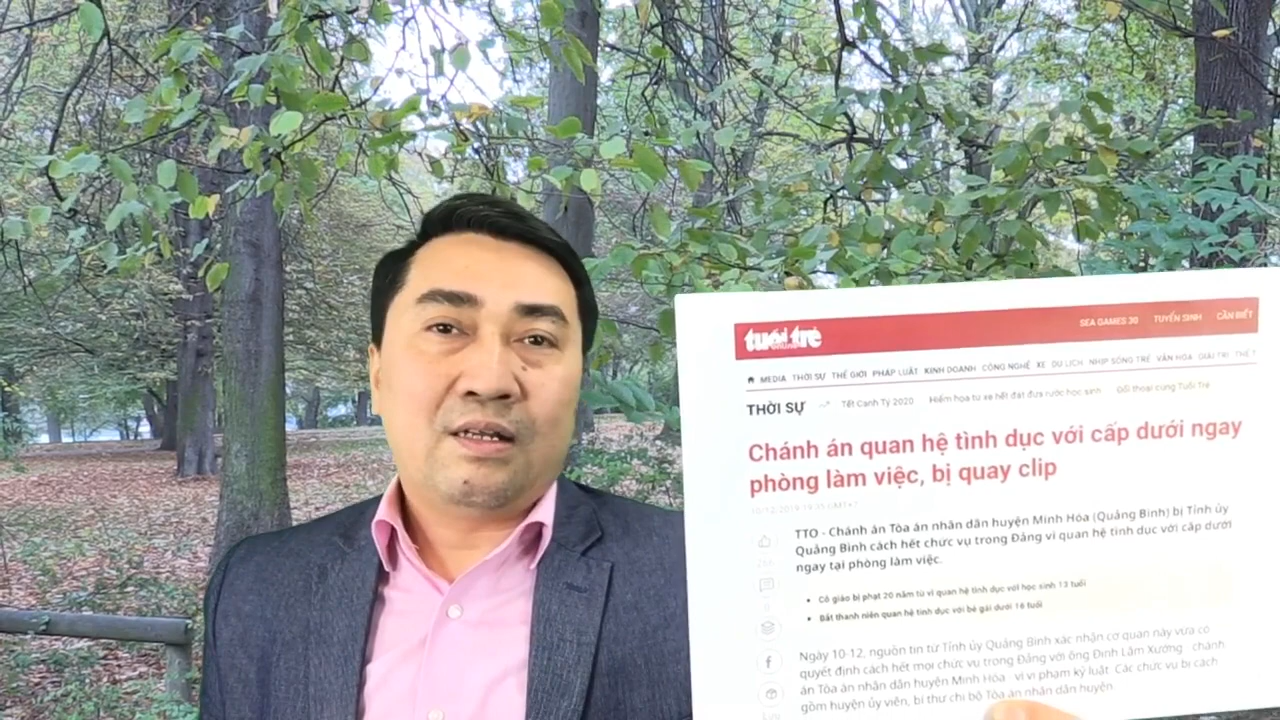 tuổi trẻ
ONLINE
SEA GAMES 30 TUYỂN SINH CẦN BIẾT
MEDIA THỜI SỰ THẾ GIỚI PHÁP LUẬT KINH DOANH CÔNG NGHỆ XE DU LỊCH NHỊP SỐNG TRẺ VĂN HÓA GIẢI TRÍ THỂ T
THỜI SỰ Tết Canh Tý 2020 Hiểm họa từ xe hết đát đưa rước học sinh Đối thoại cùng Tuổi Trẻ
Chánh án quan hệ tình dục với cấp dưới ngay
phòng làm việc, bị quay clip
10/12/2019 19:35 GMT+7
TTO - Chánh án Tòa án nhân dân huyện Minh Hóa (Quảng Bình) bị Tỉnh ủy
Quảng Bình cách hết chức vụ trong Đảng vì quan hệ tình dục với cấp dưới
ngay tại phòng làm việc.
• Cô giáo bị phạt 20 năm tù vì quan hệ tình dục với học sinh 13 tuổi
• Bắt thanh niên quan hệ tình dục với bé gái dưới 16 tuổi
0
Ngày 10-12, nguồn tin từ Tỉnh ủy Quảng Bình xác nhận cơ quan này vừa có
quyết định cách hết mọi chức vụ trong Đảng với ông Đinh Lâm Xướng - chánh
án Tòa án nhân dân huyện Minh Hóa - vì vi phạm kỷ luật. Các chức vụ bị cách
gồm huyện ủy viên, bí thư chi bộ Tòa án nhân dân huyện